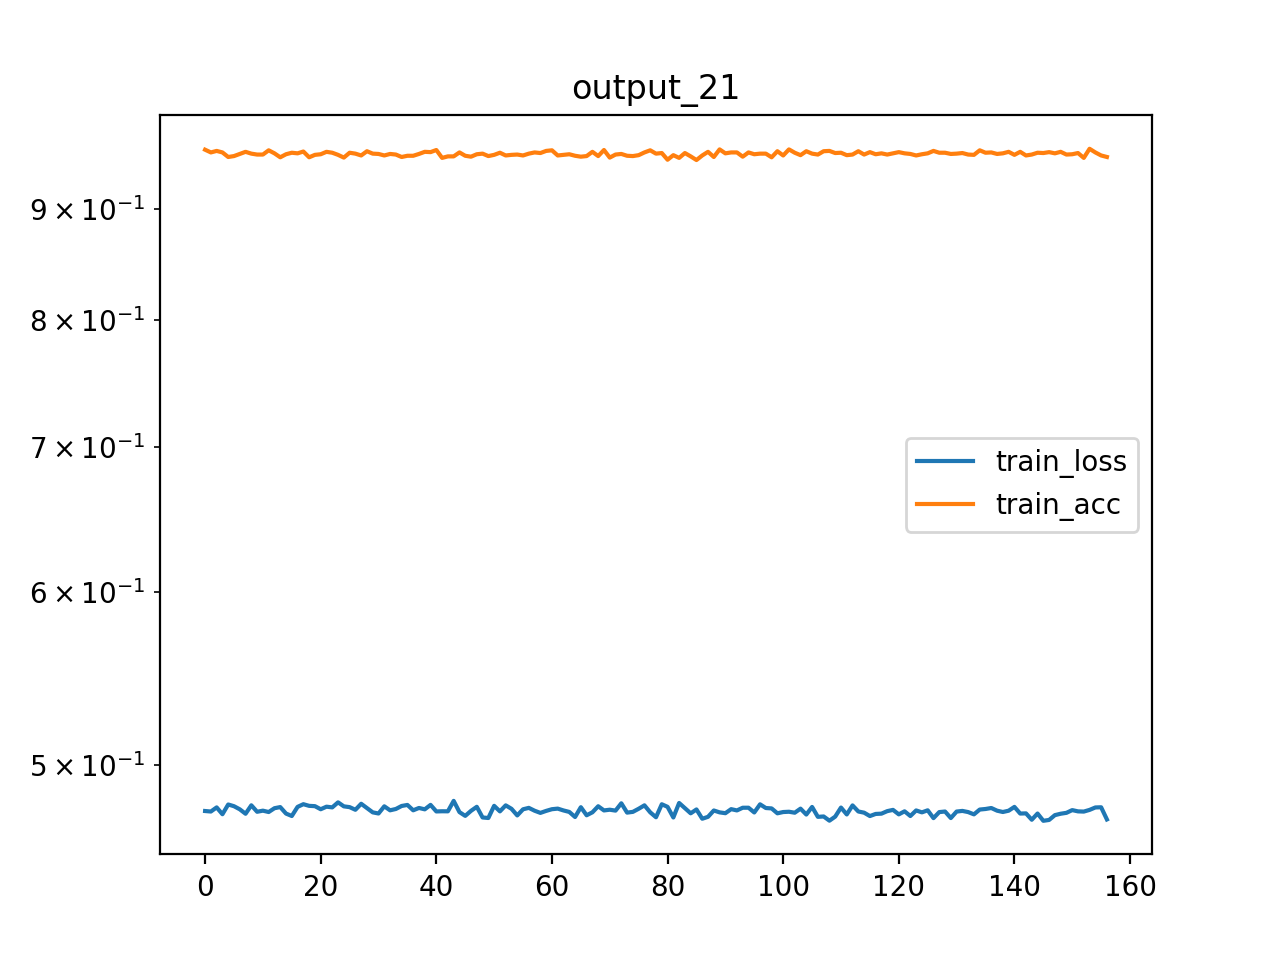 output_21
9 × 10⁻¹
8 × 10⁻¹
7 × 10⁻¹
6 × 10⁻¹
5 × 10⁻¹
train_loss
train_acc
0 20 40 60 80 100 120 140 160